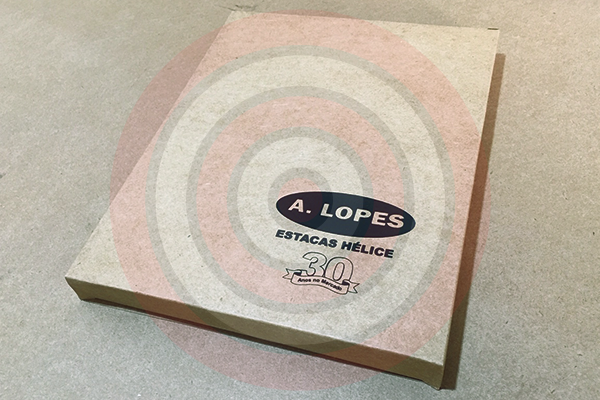 A. LOPES
ESTACAS HÉLICE
30
Anos no Mercado